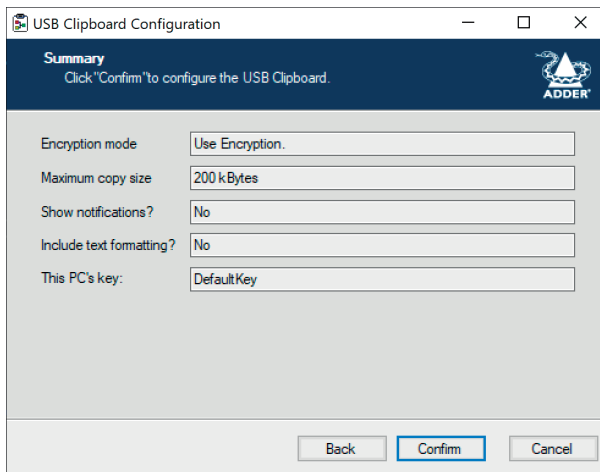 USB Clipboard Configuration
Summary
Click"Confirm"to configure the USB Clipboard.
ADDER®
Encryption mode Use Encryption.
Maximum copy size 200 kBytes
Show notifications? No
Include text formatting? No
This PC's key: DefaultKey
Back Confirm Cancel